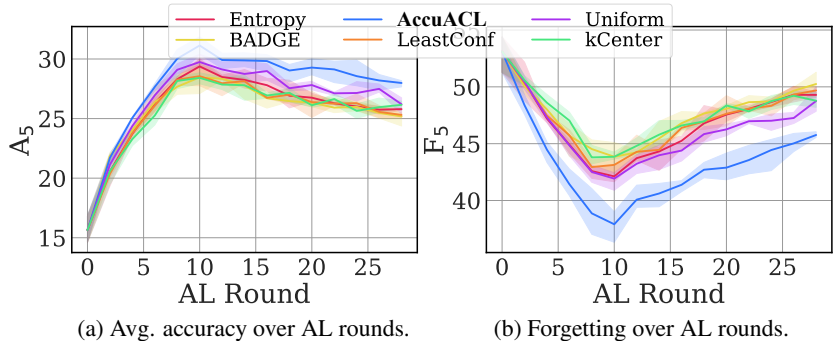 Entropy AccuACL Uniform
BADGE LeastConf kCenter
30
25
20
15
A5
0 5 10 15 20 25
AL Round
50
45
40
F5
0 5 10 15 20 25
AL Round
(a) Avg. accuracy over AL rounds.
(b) Forgetting over AL rounds.